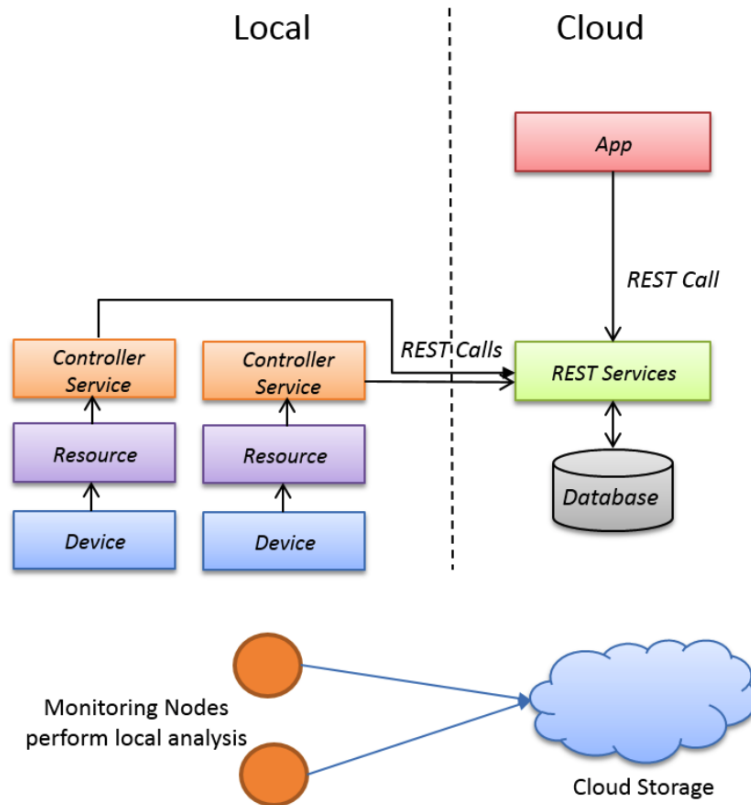 Local
Cloud
App
REST Call
Controller
Service
Controller
Service
REST Calls
REST Services
Resource
Resource
Database
Device
Device
Monitoring Nodes
perform local analysis
Cloud Storage